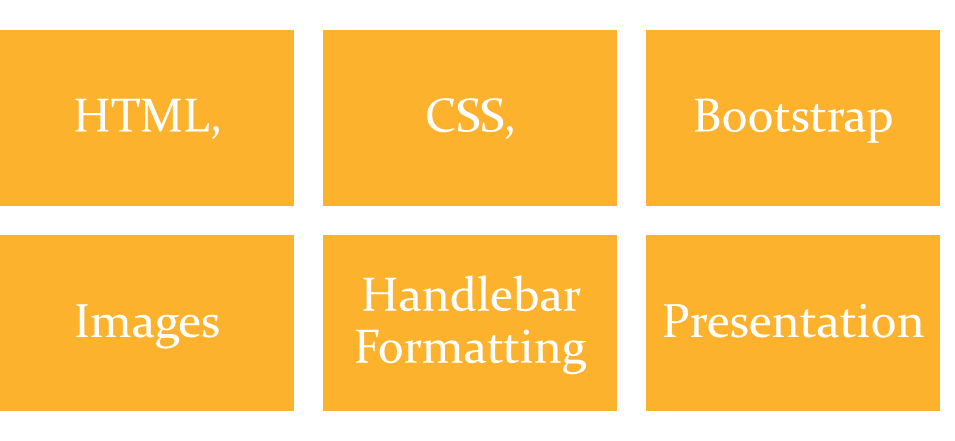 HTML,
CSS,
Bootstrap
Images
Handlebar
Formatting
Presentation